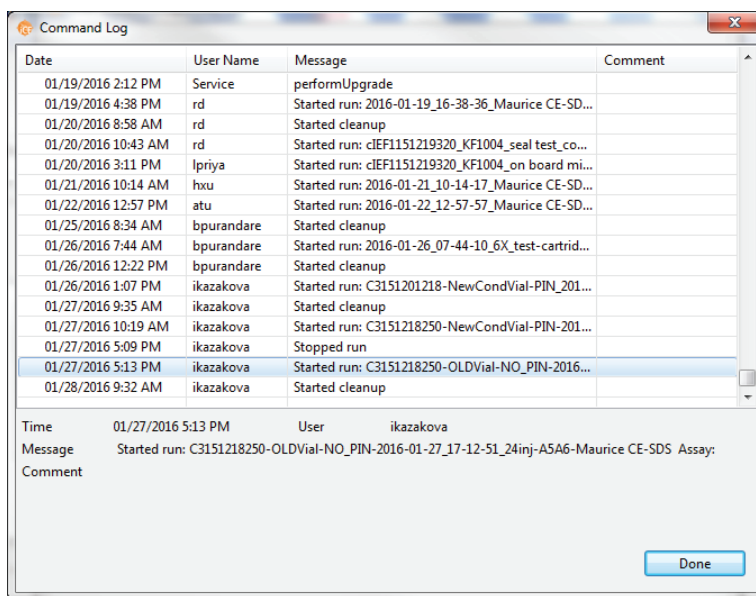 Command Log
Date User Name Message Comment
01/19/2016 2:12 PM Service performUpgrade
01/19/2016 4:38 PM rd Started run: 2016-01-19_16-38-36_Maurice CE-SD...
01/20/2016 8:58 AM rd Started cleanup
01/20/2016 10:43 AM rd Started run: cIEF1151219320_KF1004_seal test_co...
01/20/2016 3:11 PM lpriya Started run: cIEF1151219320_KF1004_on board mi...
01/21/2016 10:14 AM hxu Started run: 2016-01-21_10-14-17_Maurice CE-SD...
01/22/2016 12:57 PM atu Started run: 2016-01-22_12-57-57_Maurice CE-SD...
01/25/2016 8:34 AM bpurandare Started cleanup
01/26/2016 7:44 AM bpurandare Started run: 2016-01-26_07-44-10_6X_test-cartrid...
01/26/2016 12:22 PM bpurandare Started cleanup
01/26/2016 1:07 PM ikazakova Started run: C3151201218-NewCondVial-PIN_201...
01/27/2016 9:35 AM ikazakova Started cleanup
01/27/2016 10:19 AM ikazakova Started run: C3151218250-NewCondVial-PIN-201...
01/27/2016 5:09 PM ikazakova Stopped run
01/27/2016 5:13 PM ikazakova Started run: C3151218250-OLDVial-NO_PIN-2016...
01/28/2016 9:32 AM ikazakova Started cleanup
Time 01/27/2016 5:13 PM User ikazakova
Message Started run: C3151218250-OLDVial-NO_PIN-2016-01-27_17-12-51_24inj-A5A6-Maurice CE-SDS Assay:
Comment
Done